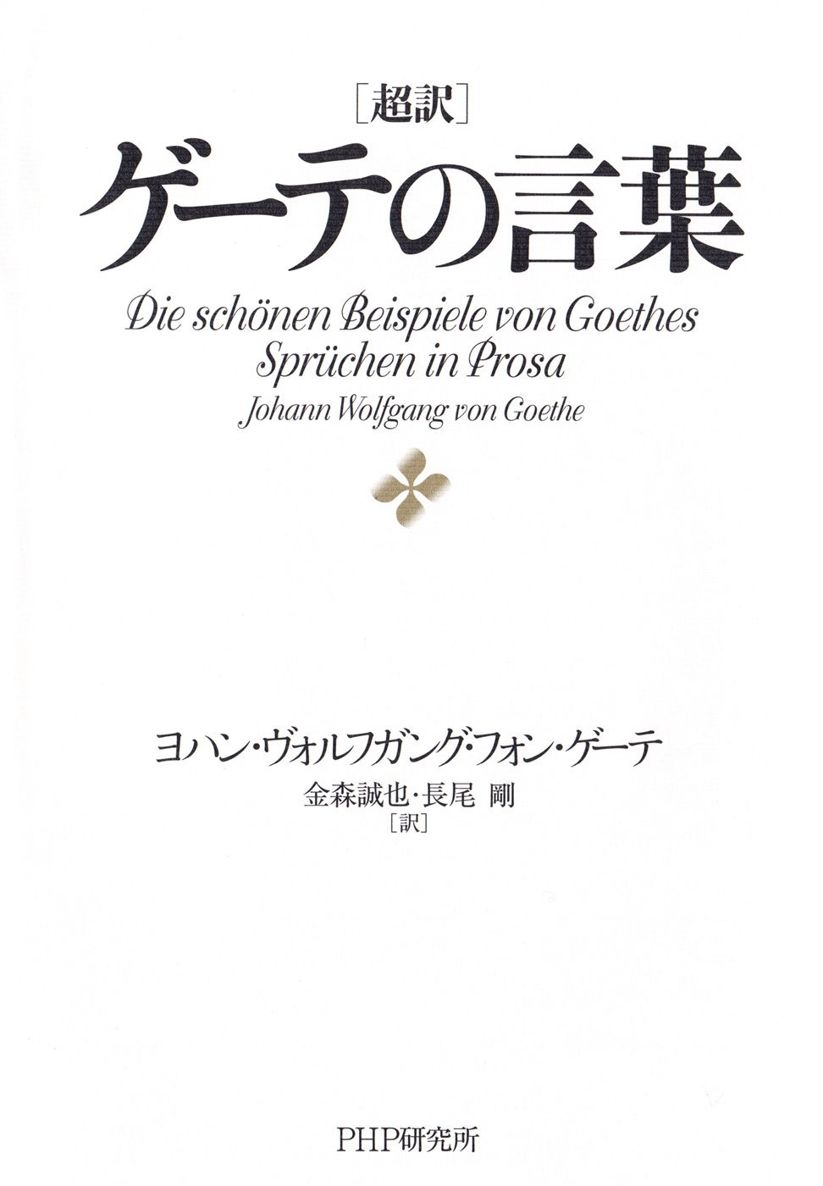 ［超訳］
ゲーテの言葉
Die schönen Beispiele von Goethes
Sprüchen in Prosa
Johann Wolfgang von Goethe
ヨハン・ヴォルフガング・フォン・ゲーテ
金森誠也・長尾 剛
［訳］
PHP研究所